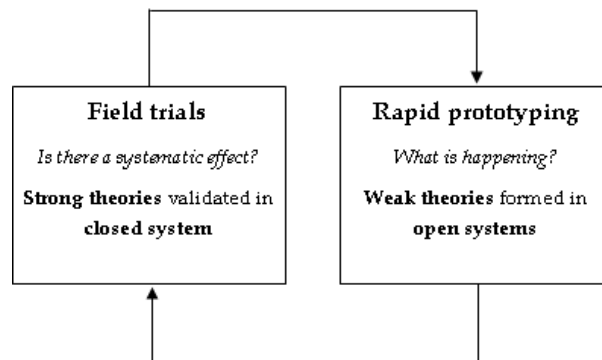 Field trials
Is there a systematic effect?
Strong theories validated in
closed system
Rapid prototyping
What is happening?
Weak theories formed in
open systems